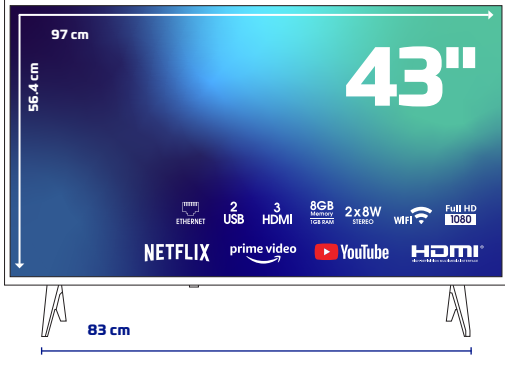 97 cm
56.4 cm
43"
ETHERNET
2
USB
3
HDMI
8GB
Memory
1GB RAM
2x8W
STEREO
WIFI
Full HD
1080
NETFLIX
prime video
YouTube
HDMI
83 cm